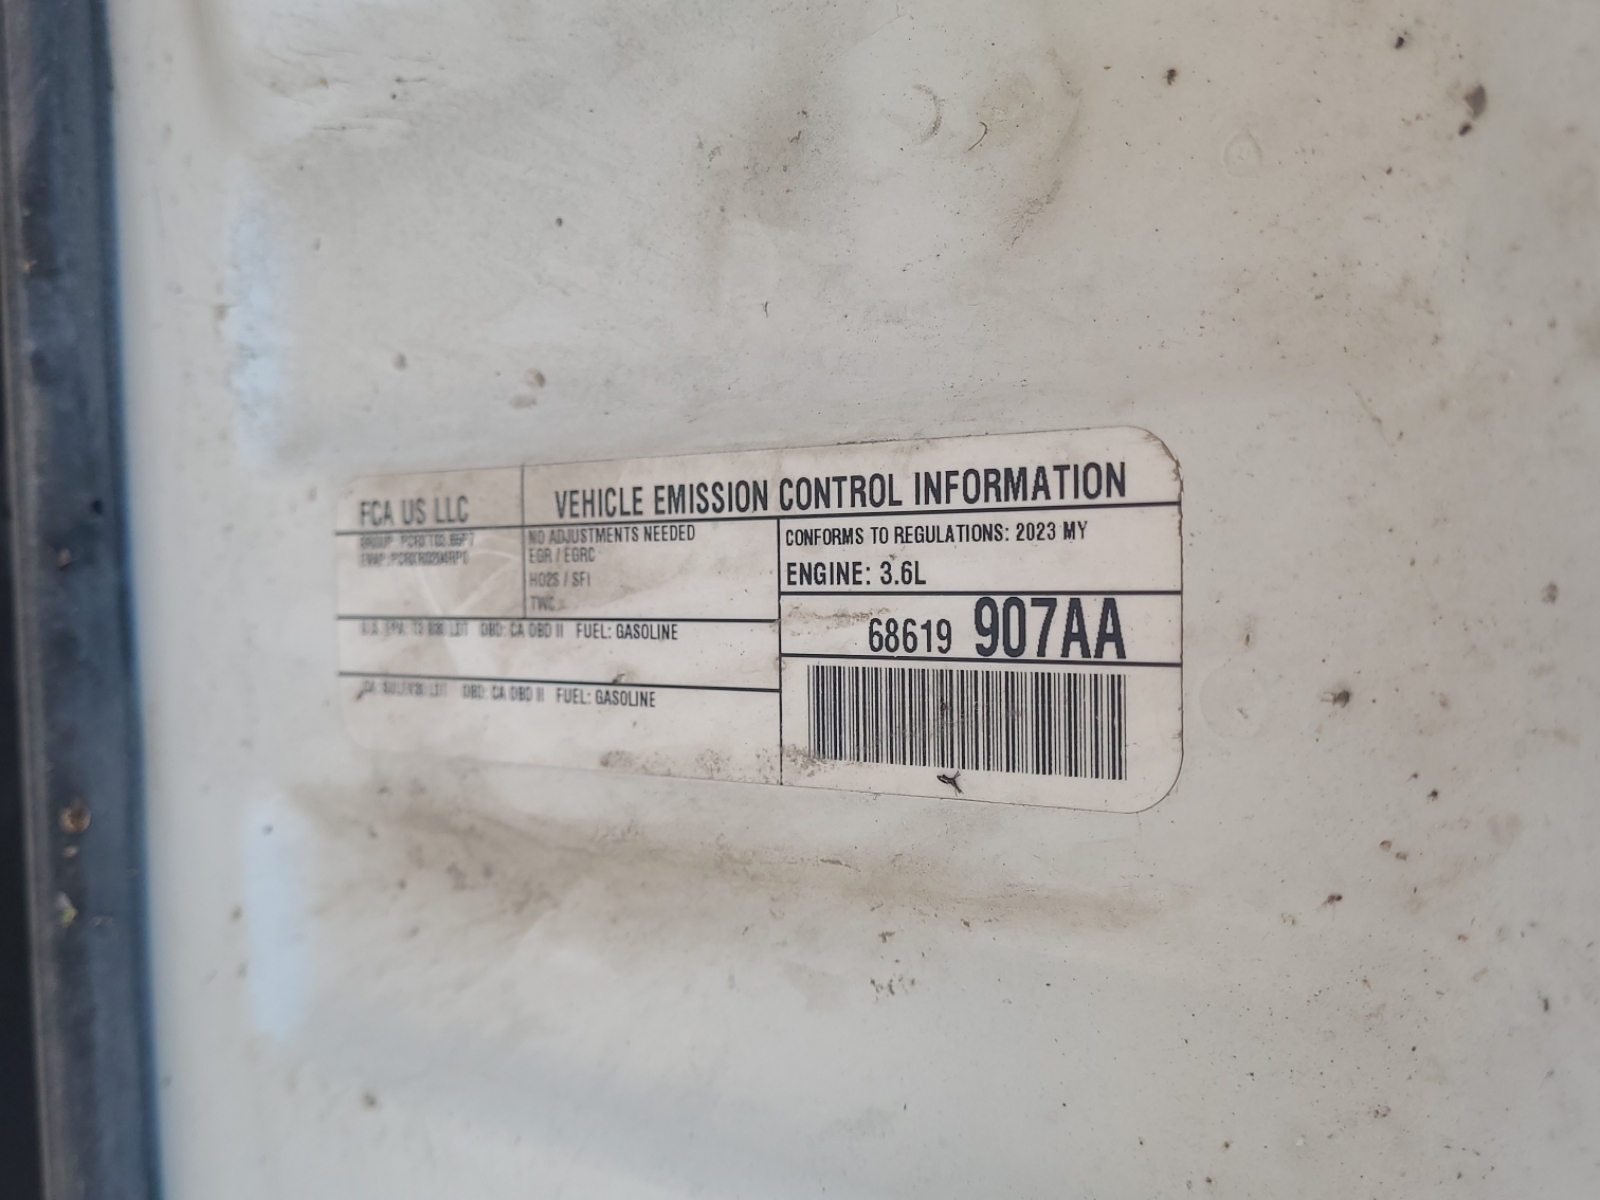 FCA US LLC
VEHICLE EMISSION CONTROL INFORMATION
NO ADJUSTMENTS NEEDED
EGR / EGRC
HO2S / SFI
TWC
CONFORMS TO REGULATIONS: 2023 MY
ENGINE: 3.6L
68619 907AA
OBD: CA OBD II FUEL: GASOLINE
OBD: CA OBD II FUEL: GASOLINE